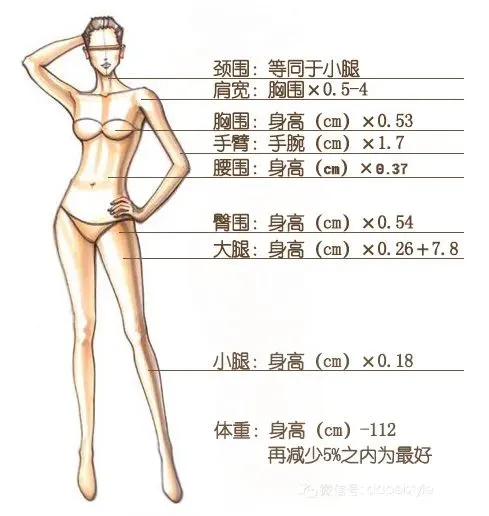 颈围：等同于小腿
肩宽：胸围×0.5-4
胸围：身高（cm）×0.53
手臂：手腕（cm）×1.7
腰围：身高（cm）×0.37
臀围：身高（cm）×0.54
大腿：身高（cm）×0.26＋7.8
小腿：身高（cm）×0.18
体重：身高（cm）-112
再减少5%之内为最好
微信号: